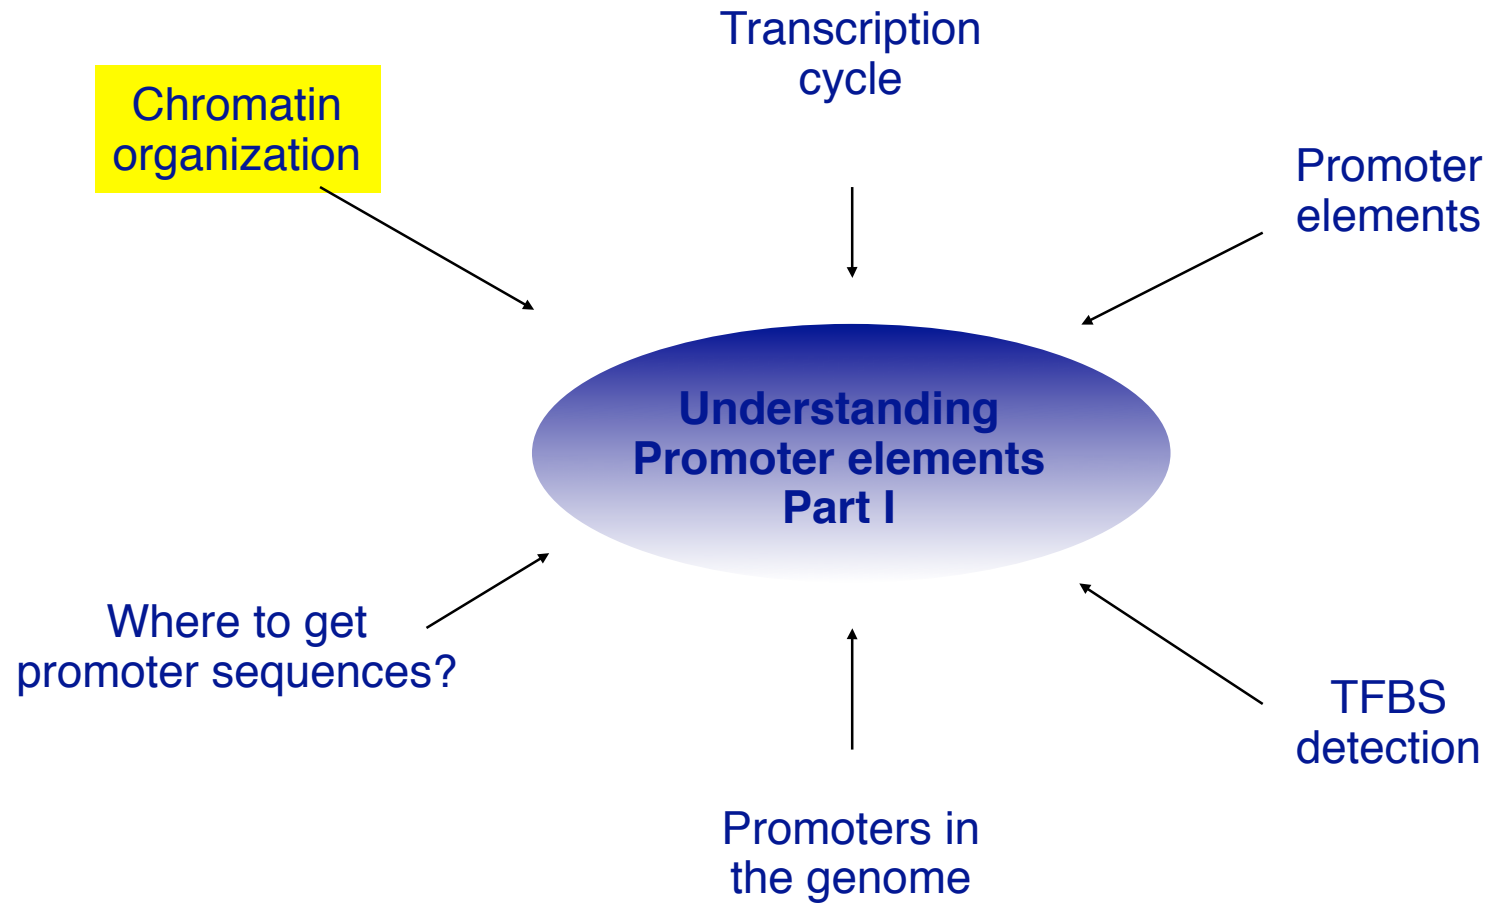 Transcription
cycle
Chromatin
organization
Promoter
elements
Understanding
Promoter elements
Part I
Where to get
promoter sequences?
TFBS
detection
Promoters in
the genome